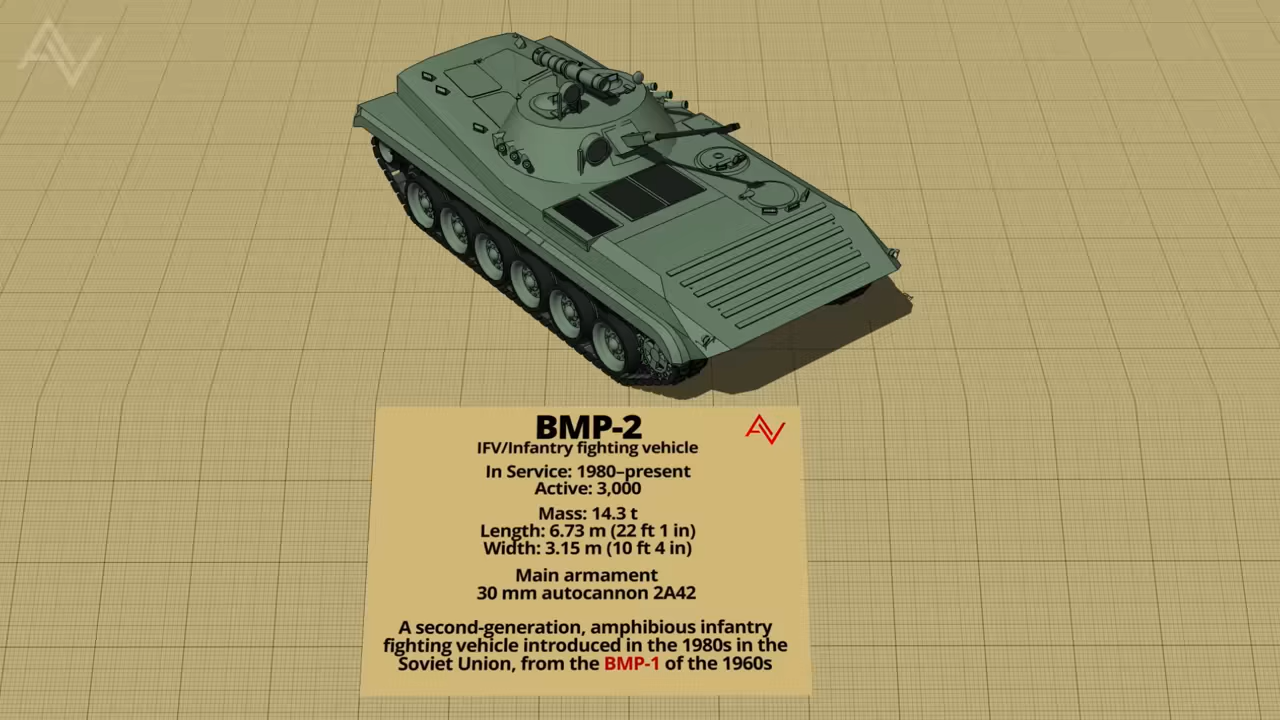 AV
BMP-2
AV
IFV/Infantry fighting vehicle
In Service: 1980–present
Active: 3,000
Mass: 14.3 t
Length: 6.73 m (22 ft 1 in)
Width: 3.15 m (10 ft 4 in)
Main armament
30 mm autocannon 2A42
A second-generation, amphibious infantry
fighting vehicle introduced in the 1980s in the
Soviet Union, from the BMP-1 of the 1960s